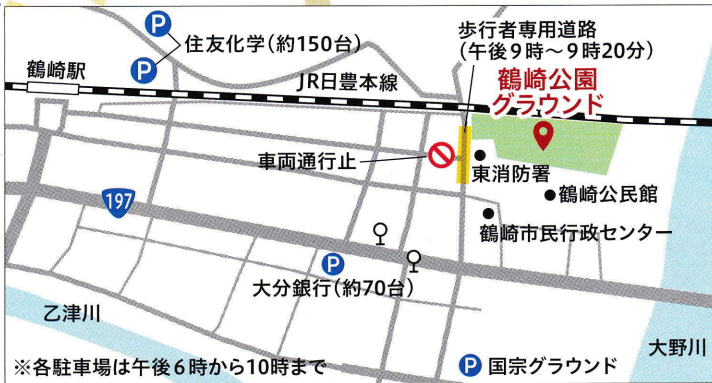 P
住友化学(約150台)
P
鶴崎駅
JR日豊本線
歩行者専用道路
(午後9時～9時20分)
鶴崎公園
グラウンド
車両通行止
東消防署
鶴崎公民館
鶴崎市民行政センター
197
P
大分銀行(約70台)
乙津川
大野川
※各駐車場は午後6時から10時まで
P 国宗グラウンド